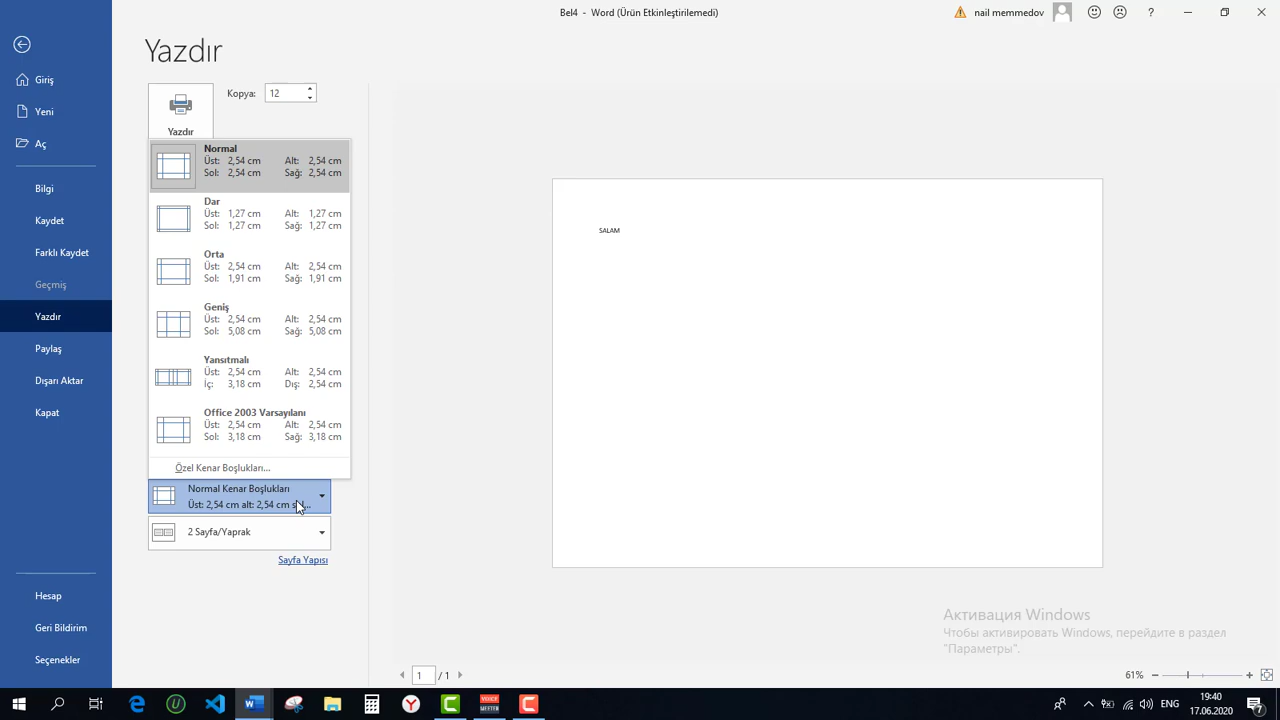 Bel4 - Word (Ürün Etkinleştirilemedi)
nail memmedov
?
Yazdır
Giriş
Yeni
Aç
Bilgi
Kaydet
Farklı Kaydet
Geçmiş
Yazdır
Paylaş
Dışarı Aktar
Kapat
Hesap
Geri Bildirim
Seçenekler
Yazdır
Kopya: 12
Normal
Üst: 2,54 cm Alt: 2,54 cm
Sol: 2,54 cm Sağ: 2,54 cm
Dar
Üst: 1,27 cm Alt: 1,27 cm
Sol: 1,27 cm Sağ: 1,27 cm
Orta
Üst: 2,54 cm Alt: 2,54 cm
Sol: 1,91 cm Sağ: 1,91 cm
Geniş
Üst: 2,54 cm Alt: 2,54 cm
Sol: 5,08 cm Sağ: 5,08 cm
Yansıtmalı
Üst: 2,54 cm Alt: 2,54 cm
İç: 3,18 cm Dış: 2,54 cm
Office 2003 Varsayılanı
Üst: 2,54 cm Alt: 2,54 cm
Sol: 3,18 cm Sağ: 3,18 cm
Özel Kenar Boşlukları...
Normal Kenar Boşlukları
Üst: 2,54 cm alt: 2,54 cm
2 Sayfa/Yaprak
Sayfa Yapısı
SALAM
Активация Windows
Чтобы активировать Windows, перейдите в раздел
"Параметры".
1 / 1
61%
ENG
19:40
17.06.2020